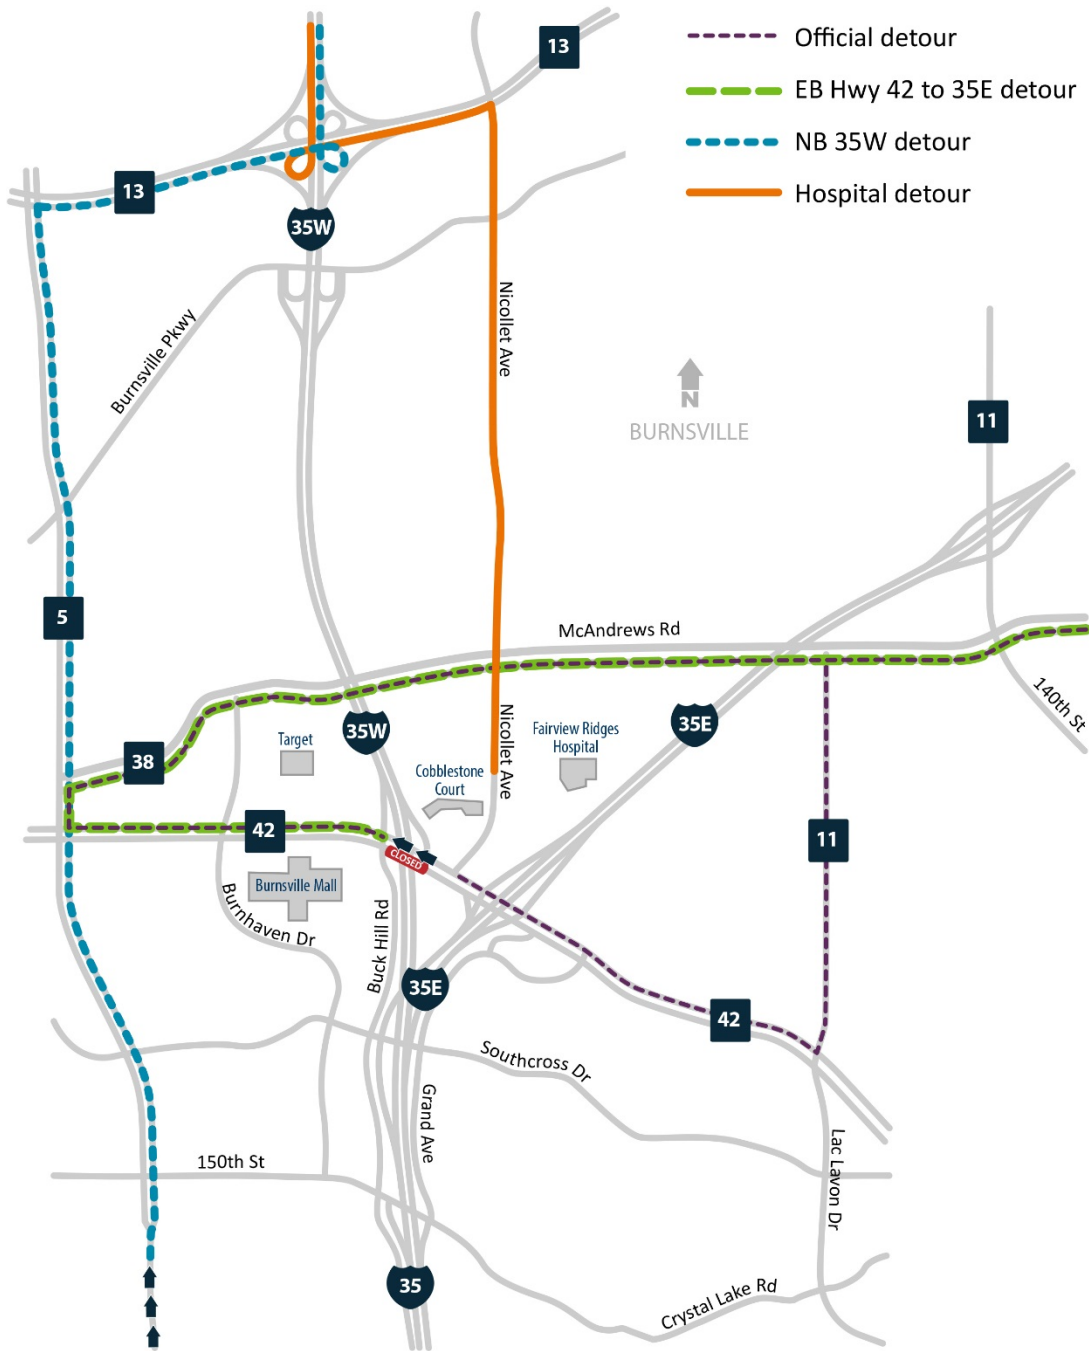 Official detour
EB Hwy 42 to 35E detour
NB 35W detour
Hospital detour
13
13
35W
Nicollet Ave
Burnsville Pkwy
N
BURNSVILLE
11
5
McAndrews Rd
140th St
35W
Nicollet Ave
Fairview Ridges
Hospital
35E
Target
38
Cobblestone
Court
42
CLOSED
11
Burnsville Mall
Burnhaven Dr
Buck Hill Rd
35E
42
Southcross Dr
Grand Ave
150th St
Lac Lavon Dr
35
Crystal Lake Rd